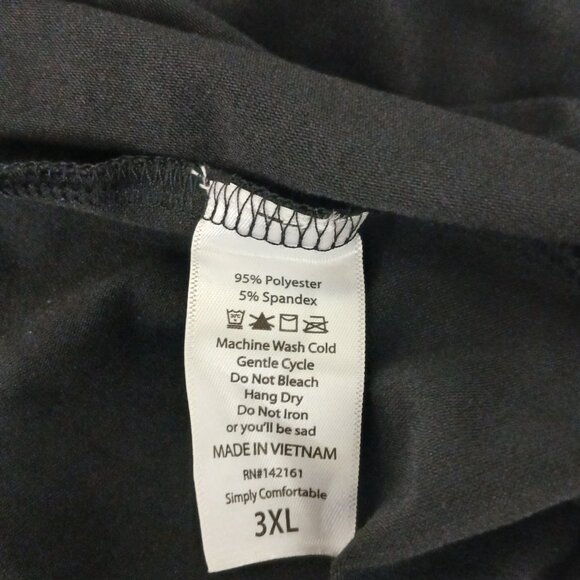 95% Polyester
5% Spandex
Machine Wash Cold
Gentle Cycle
Do Not Bleach
Hang Dry
Do Not Iron
or you'll be sad
MADE IN VIETNAM
RN#142161
Simply Comfortable
3XL